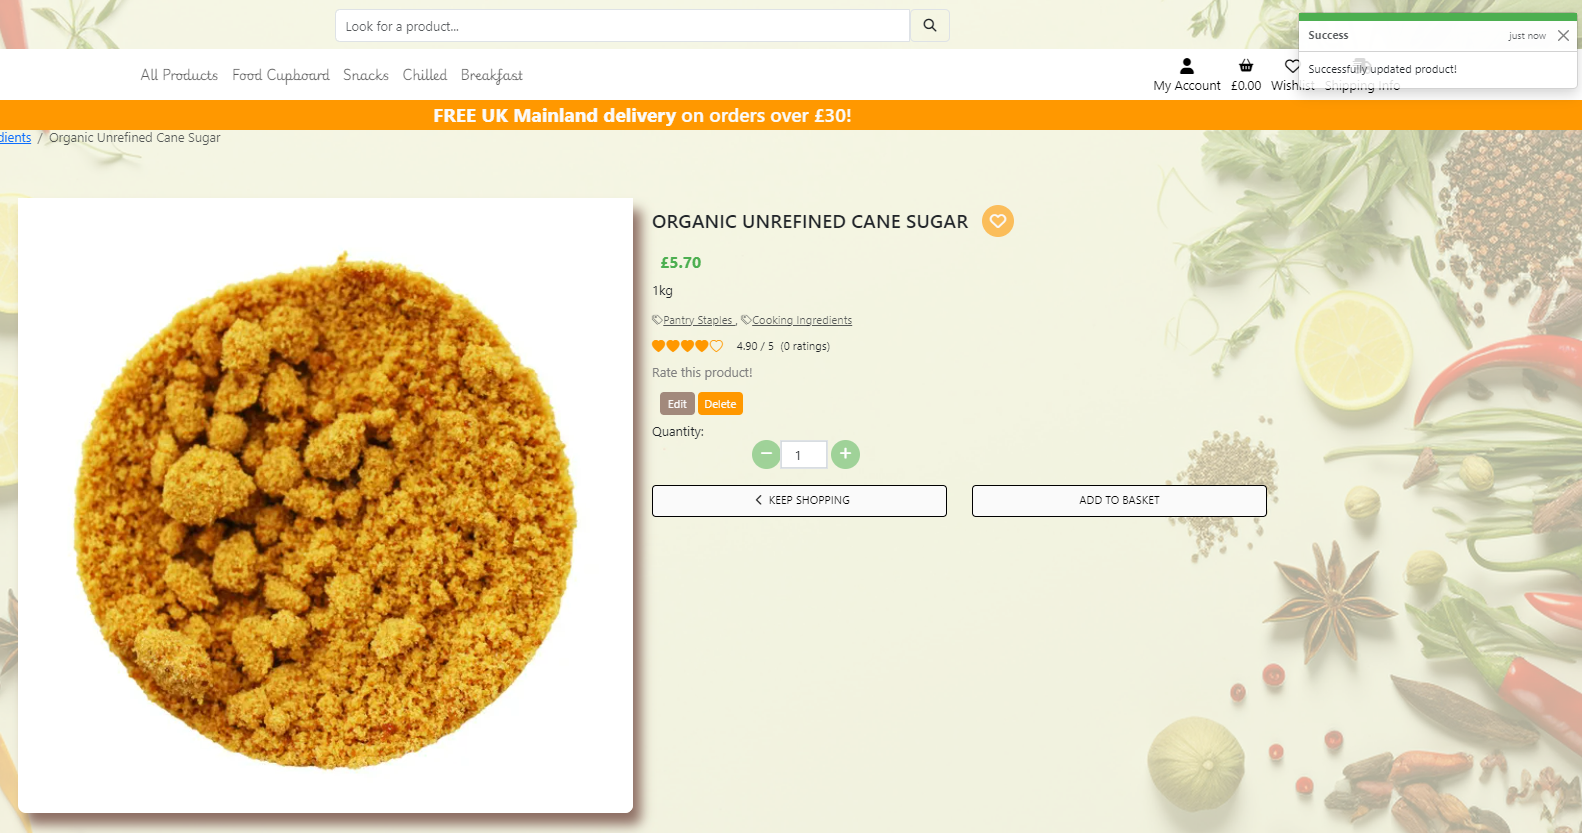 Look for a product...
Success just now
Successfully updated product!
All Products Food Cupboard Snacks Chilled Breakfast
My Account £0.00 Wishlist Shipping Info
FREE UK Mainland delivery on orders over £30!
dients / Organic Unrefined Cane Sugar
ORGANIC UNREFINED CANE SUGAR
£5.70
1kg
Pantry Staples , Cooking Ingredients
4.90 / 5 (0 ratings)
Rate this product!
Edit Delete
Quantity:
1
KEEP SHOPPING ADD TO BASKET